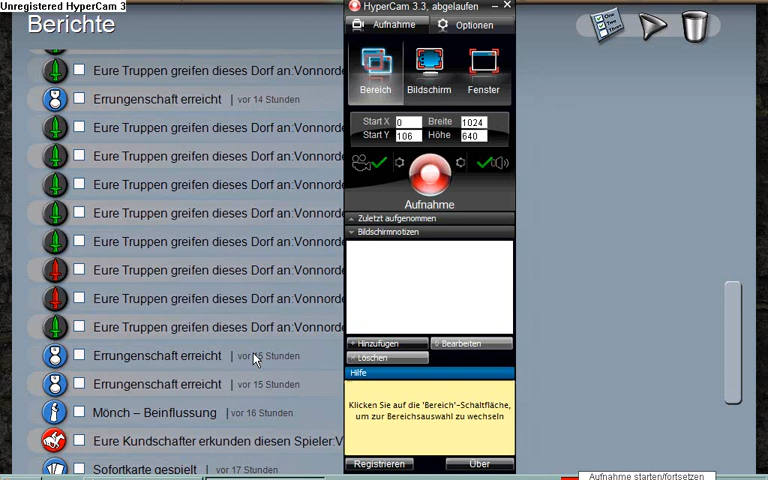 Unregistered HyperCam 3
HyperCam 3.3, abgelaufen
Berichte
Aufnahme
Optionen
Eure Truppen greifen dieses Dorf an:Vonnorde
Errungenschaft erreicht | vor 14 Stunden
Eure Truppen greifen dieses Dorf an:Vonnorde
Eure Truppen greifen dieses Dorf an:Vonnorde
Eure Truppen greifen dieses Dorf an:Vonnorde
Eure Truppen greifen dieses Dorf an:Vonnorde
Eure Truppen greifen dieses Dorf an:Vonnorde
Eure Truppen greifen dieses Dorf an:Vonnorde
Eure Truppen greifen dieses Dorf an:Vonnorde
Eure Truppen greifen dieses Dorf an:Vonnorde
Errungenschaft erreicht | vor 15 Stunden
Errungenschaft erreicht | vor 15 Stunden
Mönch – Beinflussung | vor 16 Stunden
Eure Kundschafter erkunden diesen Spieler:V
Sofortkarte gespielt | vor 17 Stunden
Bereich
Bildschirm
Fenster
Start X 0 Breite 1024
Start Y 106 Höhe 640
Aufnahme
Zuletzt aufgenommen
Bildschirmnotizen
Hinzufügen
Bearbeiten
Löschen
Hilfe
Klicken Sie auf die 'Bereich'-Schaltfläche,
um zur Bereichsauswahl zu wechseln
Registrieren
Über
Aufnahme starten/fortsetzen